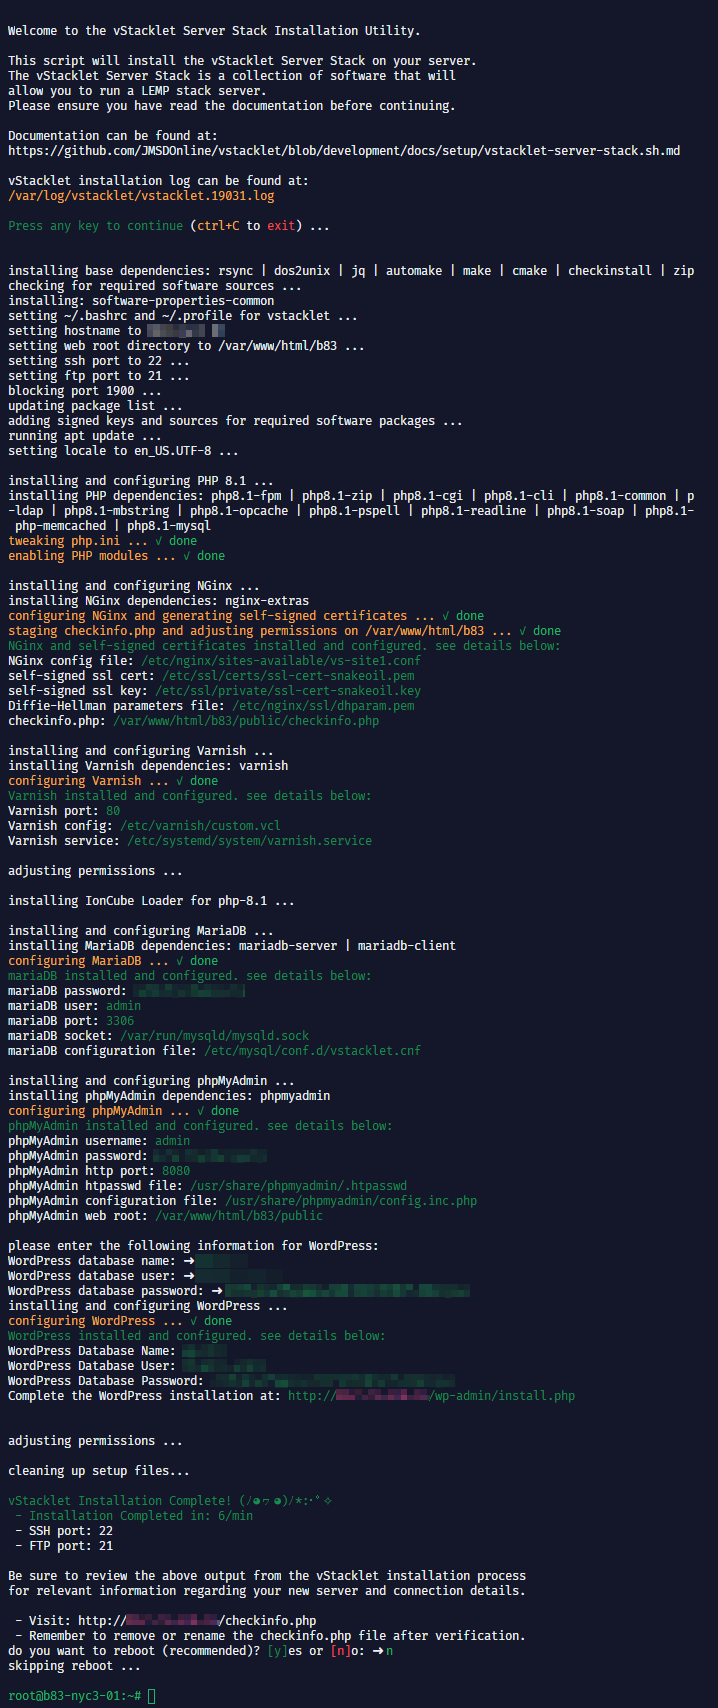 Welcome to the vStacklet Server Stack Installation Utility.
This script will install the vStacklet Server Stack on your server.
The vStacklet Server Stack is a collection of software that will
allow you to run a LEMP stack server.
Please ensure you have read the documentation before continuing.
Documentation can be found at:
https://github.com/JMSDOnline/vstacklet/blob/development/docs/setup/vstacklet-server-stack.sh.md
vStacklet installation log can be found at:
/var/log/vstacklet/vstacklet.19031.log
Press any key to continue (ctrl+C to exit) ...
installing base dependencies: rsync | dos2unix | jq | automake | make | cmake | checkinstall | zip
checking for required software sources ...
installing: software-properties-common
setting ~/.bashrc and ~/.profile for vstacklet ...
setting hostname to
setting web root directory to /var/www/html/b83 ...
setting ssh port to 22 ...
setting ftp port to 21 ...
blocking port 1900 ...
updating package list ...
adding signed keys and sources for required software packages ...
running apt update ...
setting locale to en_US.UTF-8 ...
installing and configuring PHP 8.1 ...
installing PHP dependencies: php8.1-fpm | php8.1-zip | php8.1-cgi | php8.1-cli | php8.1-common | p
-ldap | php8.1-mbstring | php8.1-opcache | php8.1-pspell | php8.1-readline | php8.1-soap | php8.1-
php-memcached | php8.1-mysql
tweaking php.ini ... √ done
enabling PHP modules ... √ done
installing and configuring NGinx ...
installing NGinx dependencies: nginx-extras
configuring NGinx and generating self-signed certificates ... √ done
staging checkinfo.php and adjusting permissions on /var/www/html/b83 ... √ done
NGinx and self-signed certificates installed and configured. see details below:
NGinx config file: /etc/nginx/sites-available/vs-site1.conf
self-signed ssl cert: /etc/ssl/certs/ssl-cert-snakeoil.pem
self-signed ssl key: /etc/ssl/private/ssl-cert-snakeoil.key
Diffie-Hellman parameters file: /etc/nginx/ssl/dhparam.pem
checkinfo.php: /var/www/html/b83/public/checkinfo.php
installing and configuring Varnish ...
installing Varnish dependencies: varnish
configuring Varnish ... √ done
Varnish installed and configured. see details below:
Varnish port: 80
Varnish config: /etc/varnish/custom.vcl
Varnish service: /etc/systemd/system/varnish.service
adjusting permissions ...
installing IonCube Loader for php-8.1 ...
installing and configuring MariaDB ...
installing MariaDB dependencies: mariadb-server | mariadb-client
configuring MariaDB ... √ done
mariaDB installed and configured. see details below:
mariaDB password:
mariaDB user: admin
mariaDB port: 3306
mariaDB socket: /var/run/mysqld/mysqld.sock
mariaDB configuration file: /etc/mysql/conf.d/vstacklet.cnf
installing and configuring phpMyAdmin ...
installing phpMyAdmin dependencies: phpmyadmin
configuring phpMyAdmin ... √ done
phpMyAdmin installed and configured. see details below:
phpMyAdmin username: admin
phpMyAdmin password:
phpMyAdmin http port: 8080
phpMyAdmin htpasswd file: /usr/share/phpmyadmin/.htpasswd
phpMyAdmin configuration file: /usr/share/phpmyadmin/config.inc.php
phpMyAdmin web root: /var/www/html/b83/public
please enter the following information for WordPress:
WordPress database name: ➜
WordPress database user: ➜
WordPress database password: ➜
installing and configuring WordPress ...
configuring WordPress ... √ done
WordPress installed and configured. see details below:
WordPress Database Name:
WordPress Database User:
WordPress Database Password:
Complete the WordPress installation at: http:///wp-admin/install.php
adjusting permissions ...
cleaning up setup files...
vStacklet Installation Complete! (ﾉ◕ヮ◕)ﾉ*:･ﾟ✧
- Installation Completed in: 6/min
- SSH port: 22
- FTP port: 21
Be sure to review the above output from the vStacklet installation process
for relevant information regarding your new server and connection details.
- Visit: http:///checkinfo.php
- Remember to remove or rename the checkinfo.php file after verification.
do you want to reboot (recommended)? [y]es or [n]o: ➜n
skipping reboot ...
root@b83-nyc3-01:~#